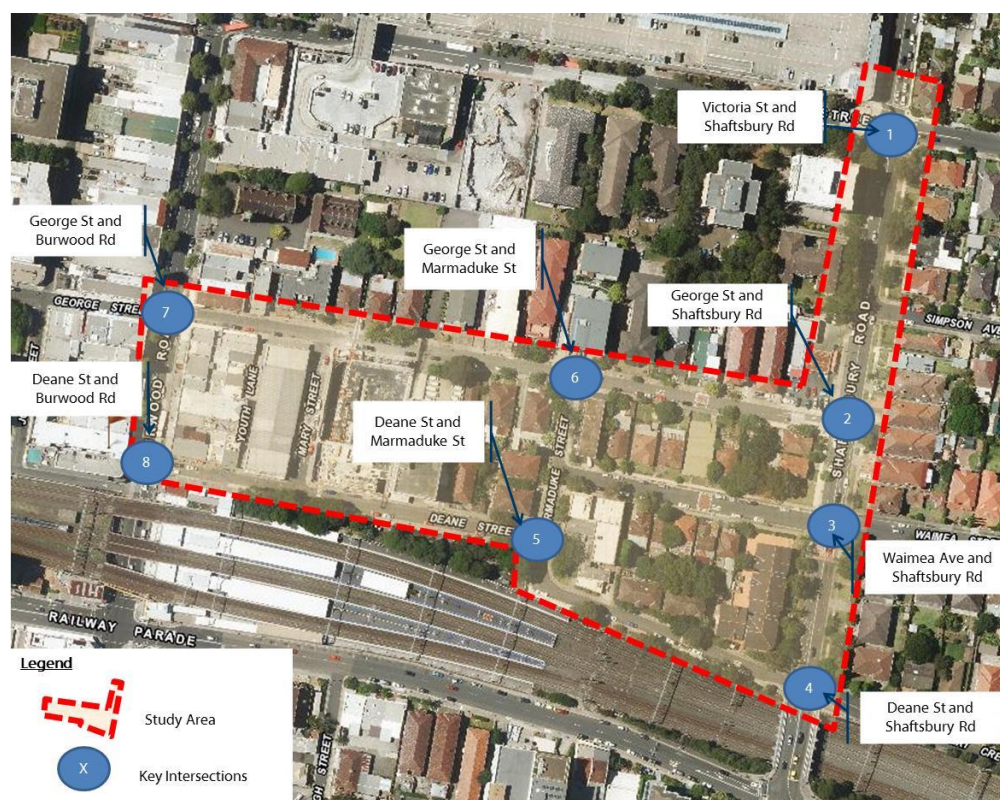 Victoria St and
Shaftsbury Rd
1
George St and
Burwood Rd
George St and
Marmaduke St
George St and
Shaftsbury Rd
GEORGE STREE
7
SIMPSON AVE
ROAD
Deane St and
Burwood Rd
YOUTH LANE
MARY STREET
6
2
Deane St and
Marmaduke St
STREET
8
DEANE STREET
5
3
WAIMEA
Waimea Ave and
Shaftsbury Rd
RAILWAY PARADE
4
Deane St and
Shaftsbury Rd
STREET
Legend
Study Area
X
Key Intersections